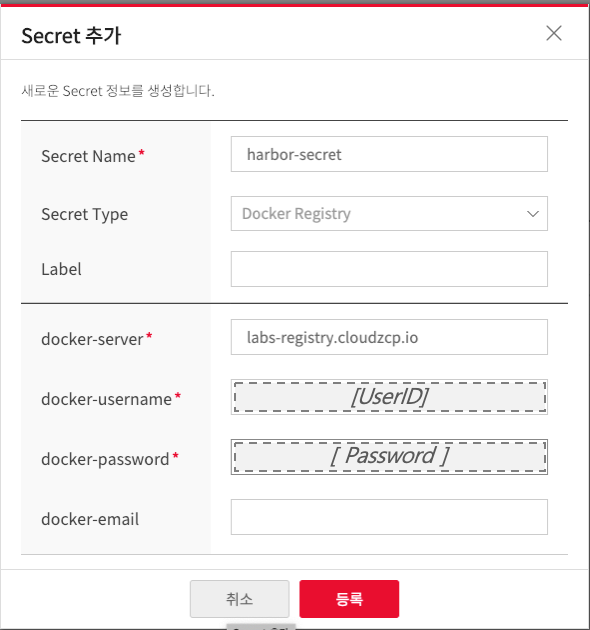 Secret 추가
새로운 Secret 정보를 생성합니다.
Secret Name* harbor-secret
Secret Type Docker Registry
Label
docker-server* labs-registry.cloudzcp.io
docker-username* [UserID]
docker-password* [ Password ]
docker-email
취소 등록